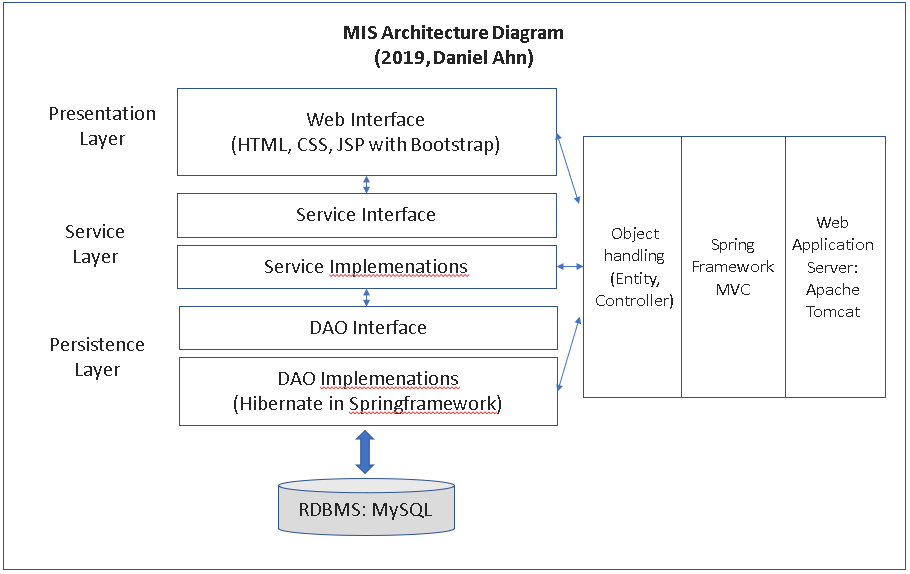 MIS Architecture Diagram
(2019, Daniel Ahn)
Presentation
Layer
Web Interface
(HTML, CSS, JSP with Bootstrap)
Service
Layer
Service Interface
Service Implemenations
Persistence
Layer
DAO Interface
DAO Implemenations
(Hibernate in Springframework)
RDBMS: MySQL
Object
handling
(Entity,
Controller)
Spring
Framework
MVC
Web
Application
Server:
Apache
Tomcat